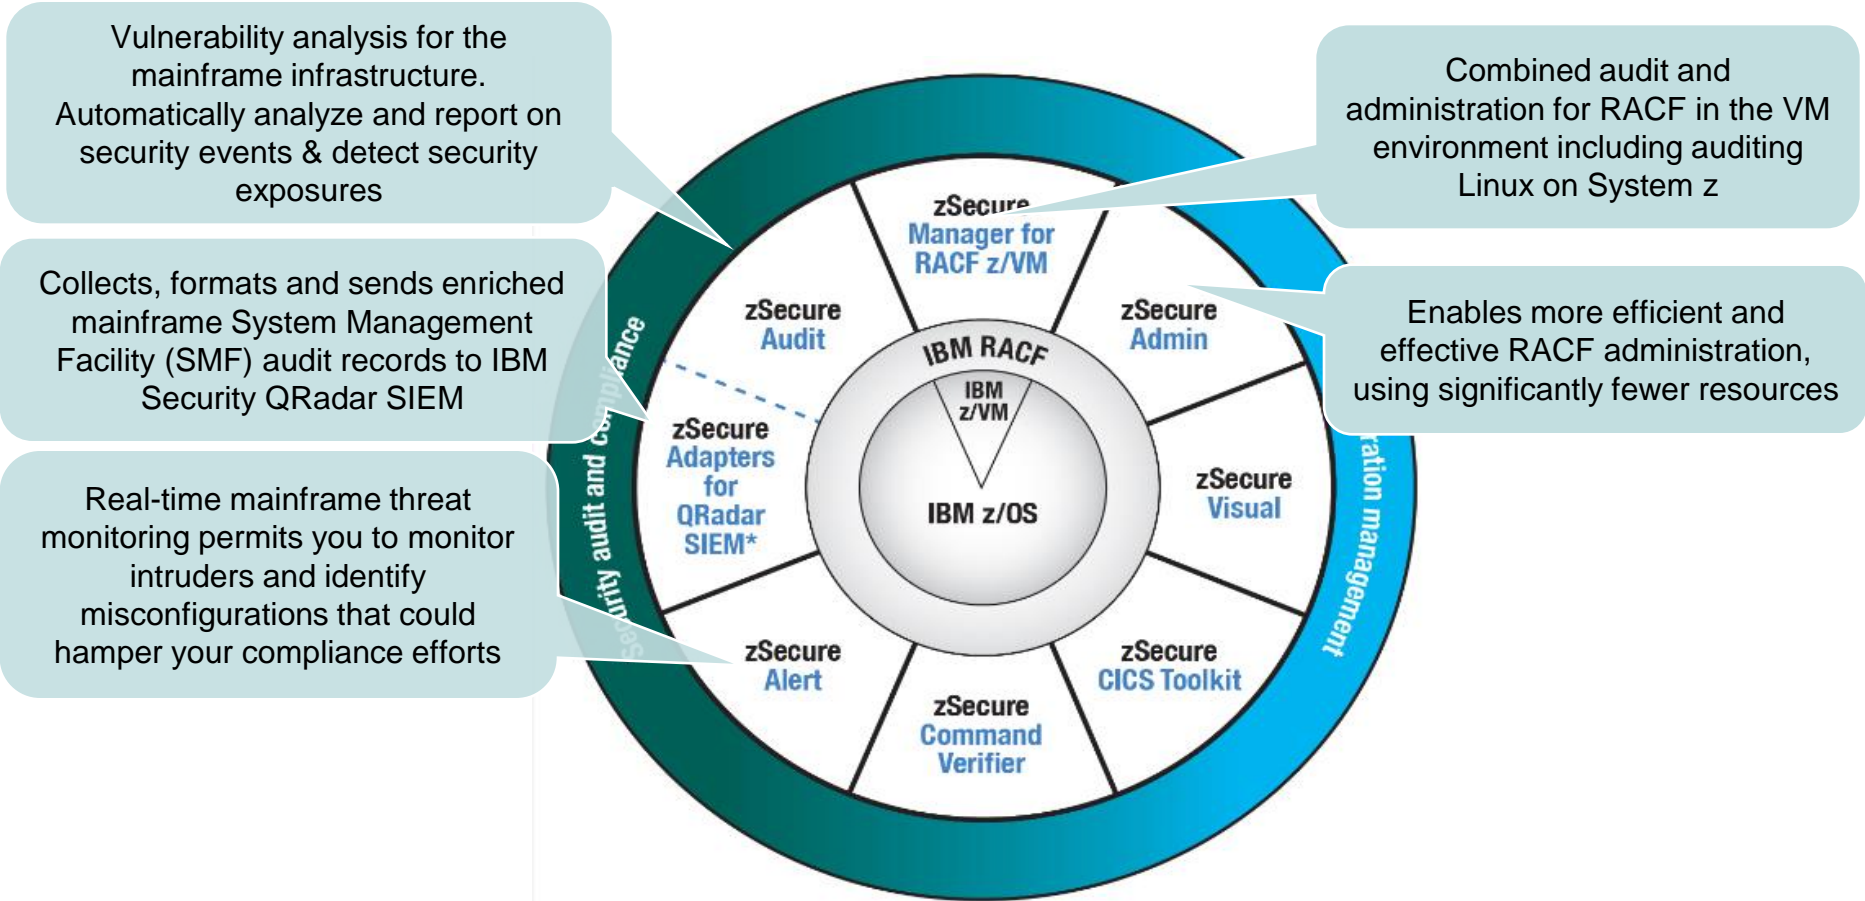 Vulnerability analysis for the
mainframe infrastructure.
Automatically analyze and report on
security events & detect security
exposures
Combined audit and
administration for RACF in the VM
environment including auditing
Linux on System z
Collects, formats and sends enriched
mainframe System Management
Facility (SMF) audit records to IBM
Security QRadar SIEM
Enables more efficient and
effective RACF administration,
using significantly fewer resources
Real-time mainframe threat
monitoring permits you to monitor
intruders and identify
misconfigurations that could
hamper your compliance efforts
Security audit and compliance
zSecure
Manager for
RACF z/VM
zSecure
Audit
zSecure
Admin
IBM RACF
IBM
z/VM
IBM z/OS
zSecure
Adapters
for
QRadar
SIEM*
zSecure
Visual
zSecure
Alert
zSecure
CICS Toolkit
zSecure
Command
Verifier
management